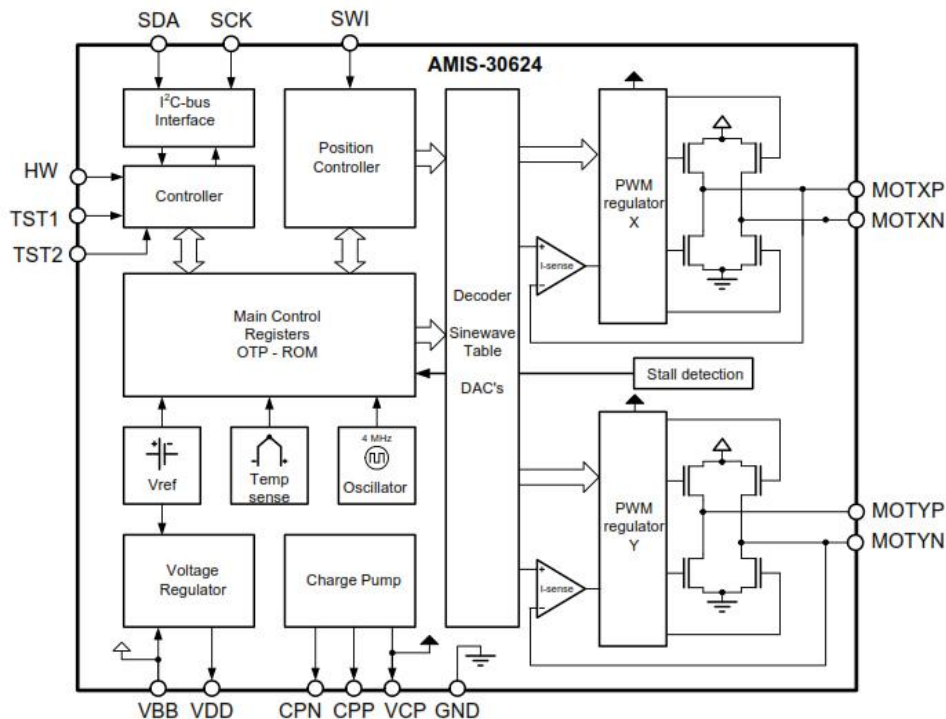 SDA
SCK
SWI
AMIS-30624
I²C-bus
Interface
Position
Controller
PWM
regulator
X
HW
Controller
TST1
TST2
MOTXP
MOTXN
+
I-sense
−
Main Control
Registers
OTP - ROM
Decoder
Sinewave
Table
DAC's
Stall detection
+ -
Vref
+ -
Temp
sense
4 MHz
Oscillator
PWM
regulator
Y
MOTYP
MOTYN
Voltage
Regulator
Charge Pump
+
I-sense
−
VBB
VDD
CPN
CPP
VCP
GND